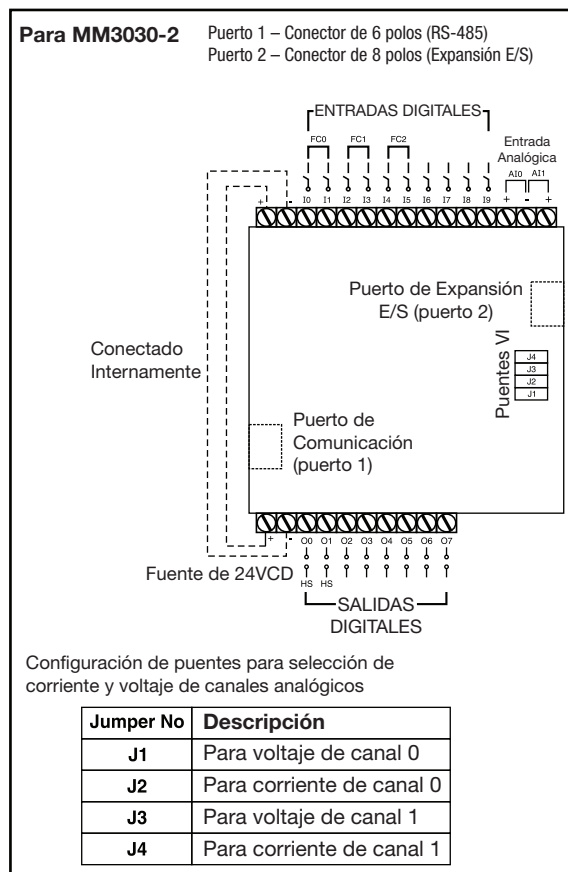 Para MM3030-2
Puerto 1 – Conector de 6 polos (RS-485)
Puerto 2 – Conector de 8 polos (Expansión E/S)
ENTRADAS DIGITALES
FC0 FC1 FC2
Entrada
Analógica
AI0 AI1
+ - I0 I1 I2 I3 I4 I5 I6 I7 I8 I9 + - +
Puerto de Expansión
E/S (puerto 2)
Conectado
Internamente
Puentes VI
J4
J3
J2
J1
Puerto de
Comunicación
(puerto 1)
+ - O0 O1 O2 O3 O4 O5 O6 O7
Fuente de 24VCD
HS HS
SALIDAS
DIGITALES
Configuración de puentes para selección de
corriente y voltaje de canales analógicos
Jumper No Descripción
J1 Para voltaje de canal 0
J2 Para corriente de canal 0
J3 Para voltaje de canal 1
J4 Para corriente de canal 1